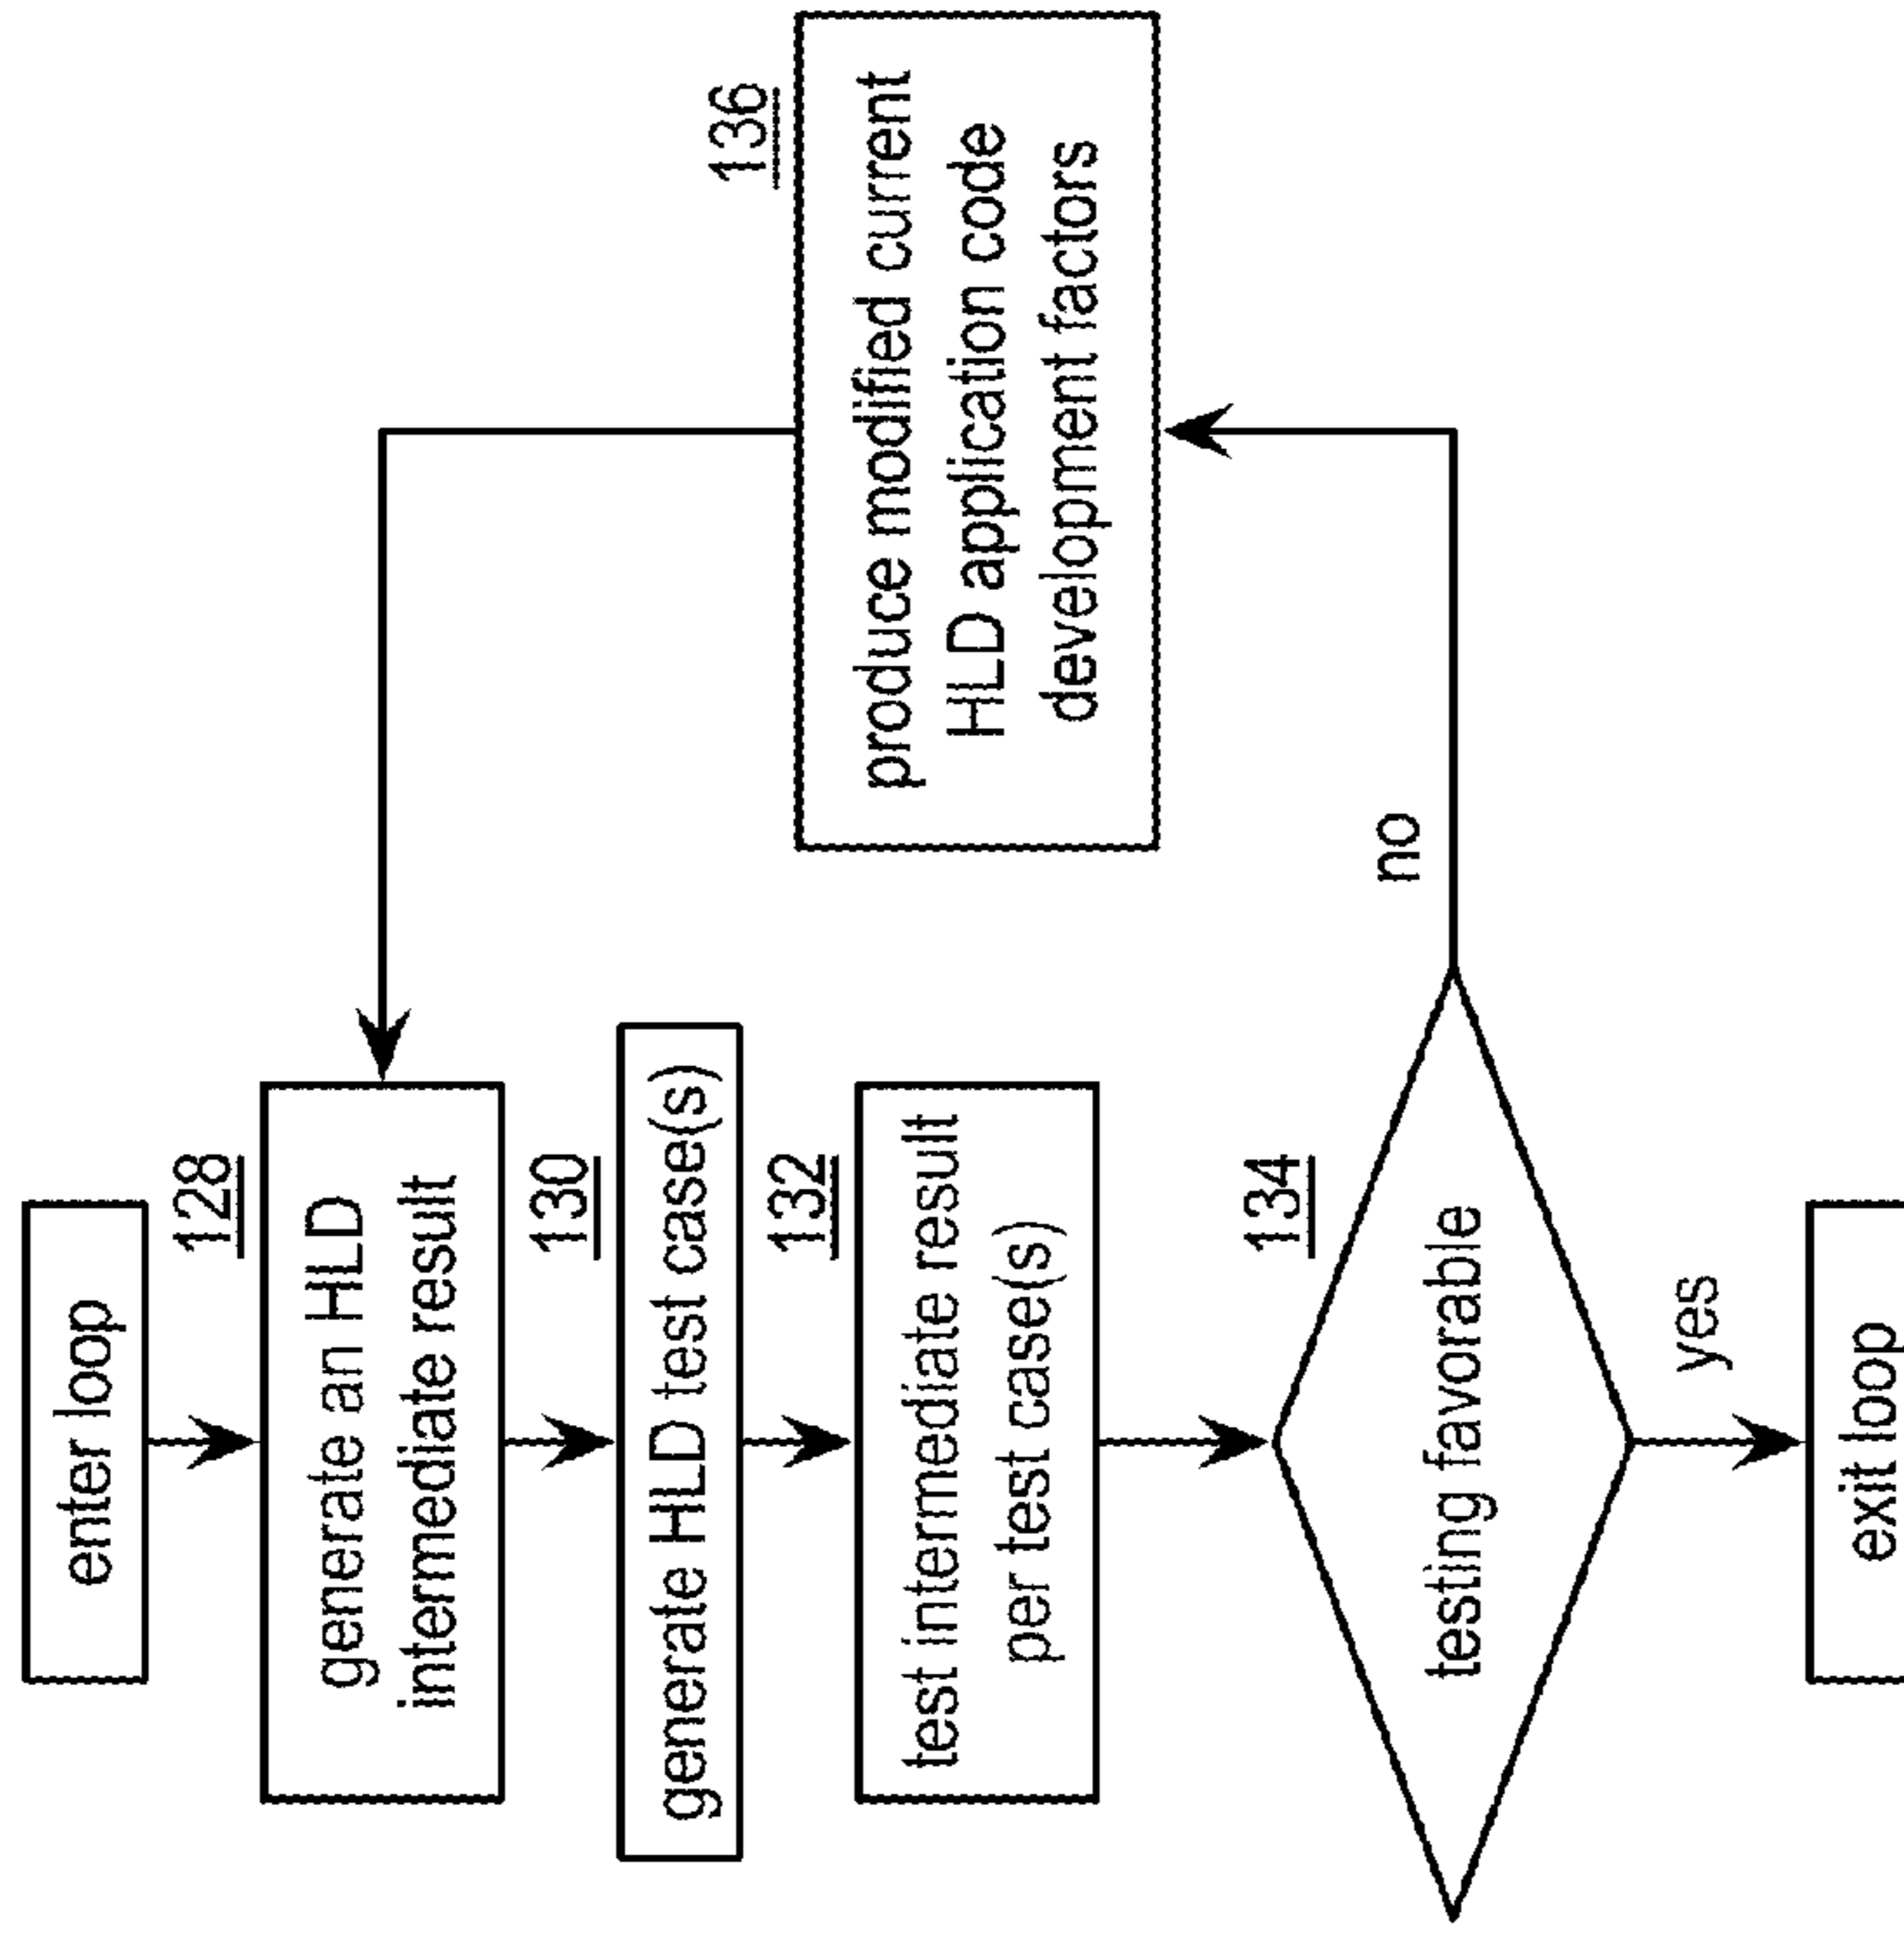 enter loop
128
generate an HLD
intermediate result
130
generate HLD test case(s)
132
test intermediate result
per test case(s)
134
testing favorable
no
136
produce modified current
HLD application code
development factors
yes
exit loop